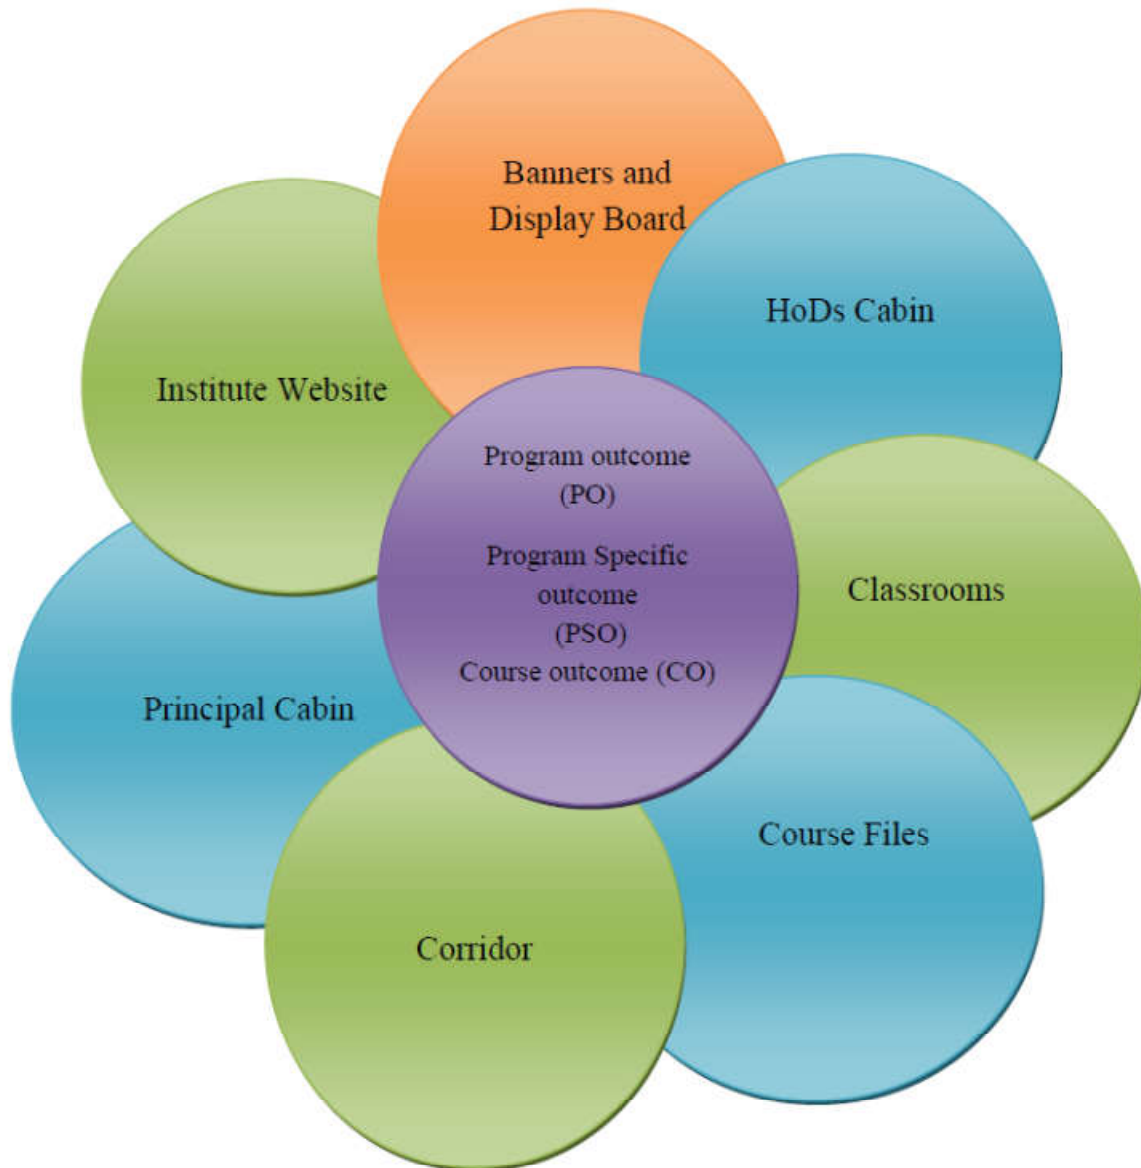 Banners and
Display Board
HoDs Cabin
Institute Website
Program outcome
(PO)
Program Specific
outcome
(PSO)
Course outcome (CO)
Classrooms
Principal Cabin
Course Files
Corridor